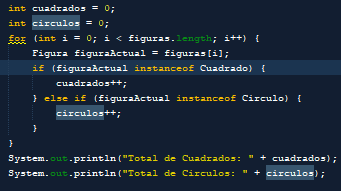 int cuadrados = 0;
int circulos = 0;
for (int i = 0; i < figuras.length; i++) {
Figura figuraActual = figuras[i];
if (figuraActual instanceof Cuadrado) {
cuadrados++;
} else if (figuraActual instanceof Circulo) {
circulos++;
}
}
System.out.println("Total de Cuadrados: " + cuadrados);
System.out.println("Total de Circulos: " + circulos);